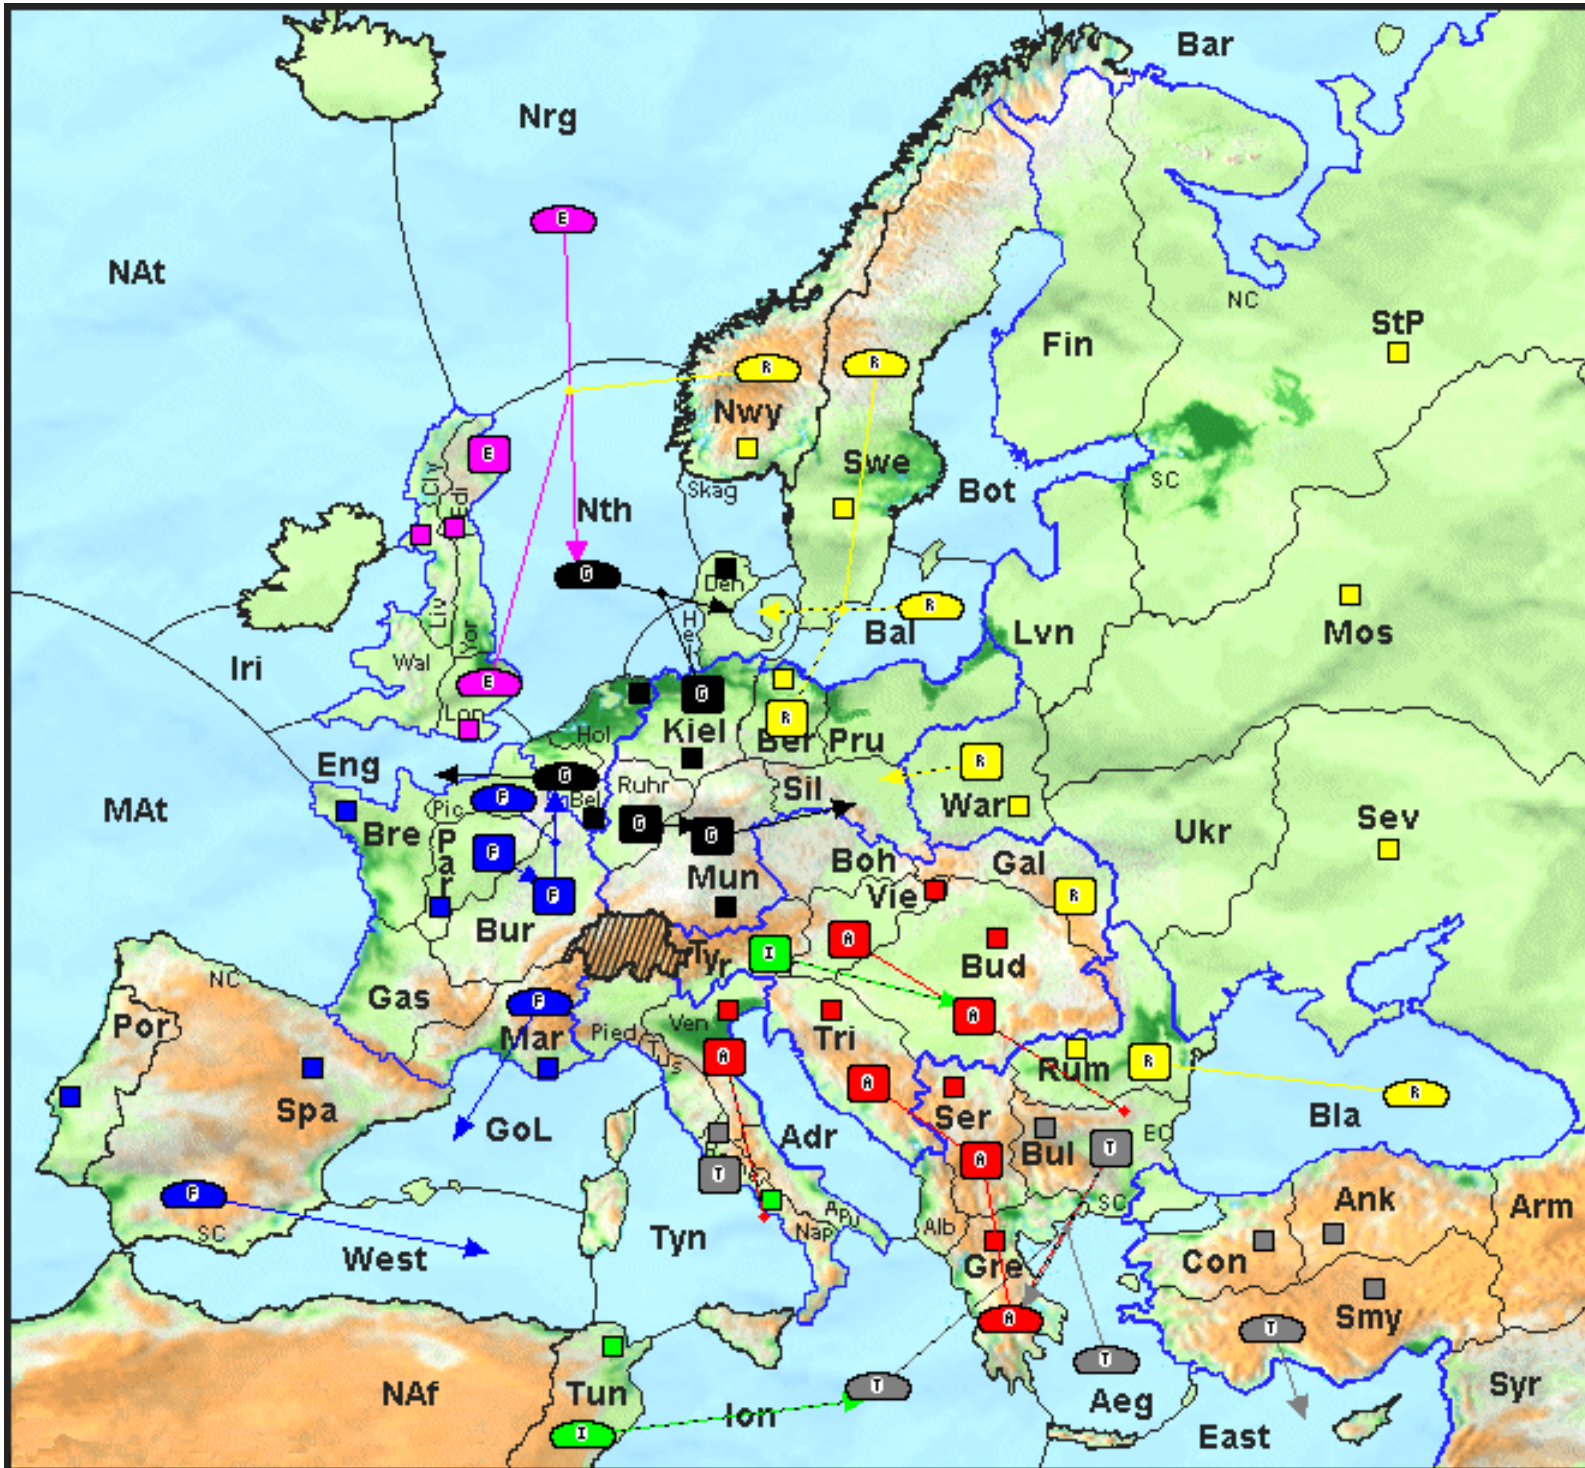 Bar
Nrg
NAt
NC
StP
Fin
Nwy
Swe
Cly
Edi
Skag
Bot
SC
Nth
Den
Hel
Liv
Yor
Iri
Wal
Bal
Lvn
Mos
Lon
Hol
Kiel
Ber
Pru
Eng
Ruhr
Sil
War
MAt
Pic
Bel
Bre
Par
Ukr
Sev
Boh
Gal
Mun
Vie
Bur
Tyr
Bud
NC
Gas
Por
Mar
Pied
Ven
Tus
Tri
Rum
Spa
GoL
Ser
Adr
Bul
EC
Bla
SC
SC
Apu
Nap
Alb
Ank
Arm
West
Tyn
Gre
Con
Smy
NAf
Tun
Ion
Aeg
East
Syr
E
R
R
E
G
R
E
G
R
G
F
R
G
G
F
F
R
I
A
F
A
A
R
A
R
A
T
T
F
A
T
T
T
I